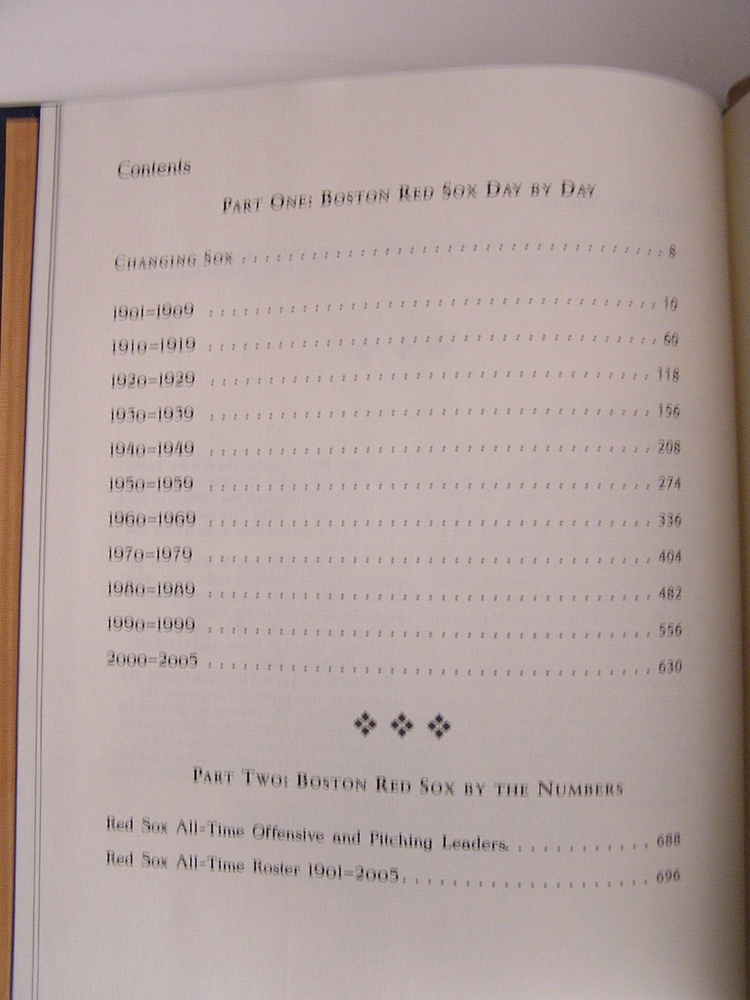 Contents
PART ONE: BOSTON RED SOX DAY BY DAY
CHANGING SOX . . . . . . . . . . . . . . . . . . . . . . . . . . . . . . . . . . . . 8
1901-1909 . . . . . . . . . . . . . . . . . . . . . . . . . . . . . . . . . . . . . . 10
1910-1919 . . . . . . . . . . . . . . . . . . . . . . . . . . . . . . . . . . . . . . 60
1920-1929 . . . . . . . . . . . . . . . . . . . . . . . . . . . . . . . . . . . . . . 118
1930-1939 . . . . . . . . . . . . . . . . . . . . . . . . . . . . . . . . . . . . . . 156
1940-1949 . . . . . . . . . . . . . . . . . . . . . . . . . . . . . . . . . . . . . . 208
1950-1959 . . . . . . . . . . . . . . . . . . . . . . . . . . . . . . . . . . . . . . 274
1960-1969 . . . . . . . . . . . . . . . . . . . . . . . . . . . . . . . . . . . . . . 336
1970-1979 . . . . . . . . . . . . . . . . . . . . . . . . . . . . . . . . . . . . . . 404
1980-1989 . . . . . . . . . . . . . . . . . . . . . . . . . . . . . . . . . . . . . . 482
1990-1999 . . . . . . . . . . . . . . . . . . . . . . . . . . . . . . . . . . . . . . 556
2000-2005 . . . . . . . . . . . . . . . . . . . . . . . . . . . . . . . . . . . . . . 630
PART TWO: BOSTON RED SOX BY THE NUMBERS
Red Sox All-Time Offensive and Pitching Leaders. . . . . . . . . . . . 688
Red Sox All-Time Roster 1901-2005. . . . . . . . . . . . . . . . . . . . . 696